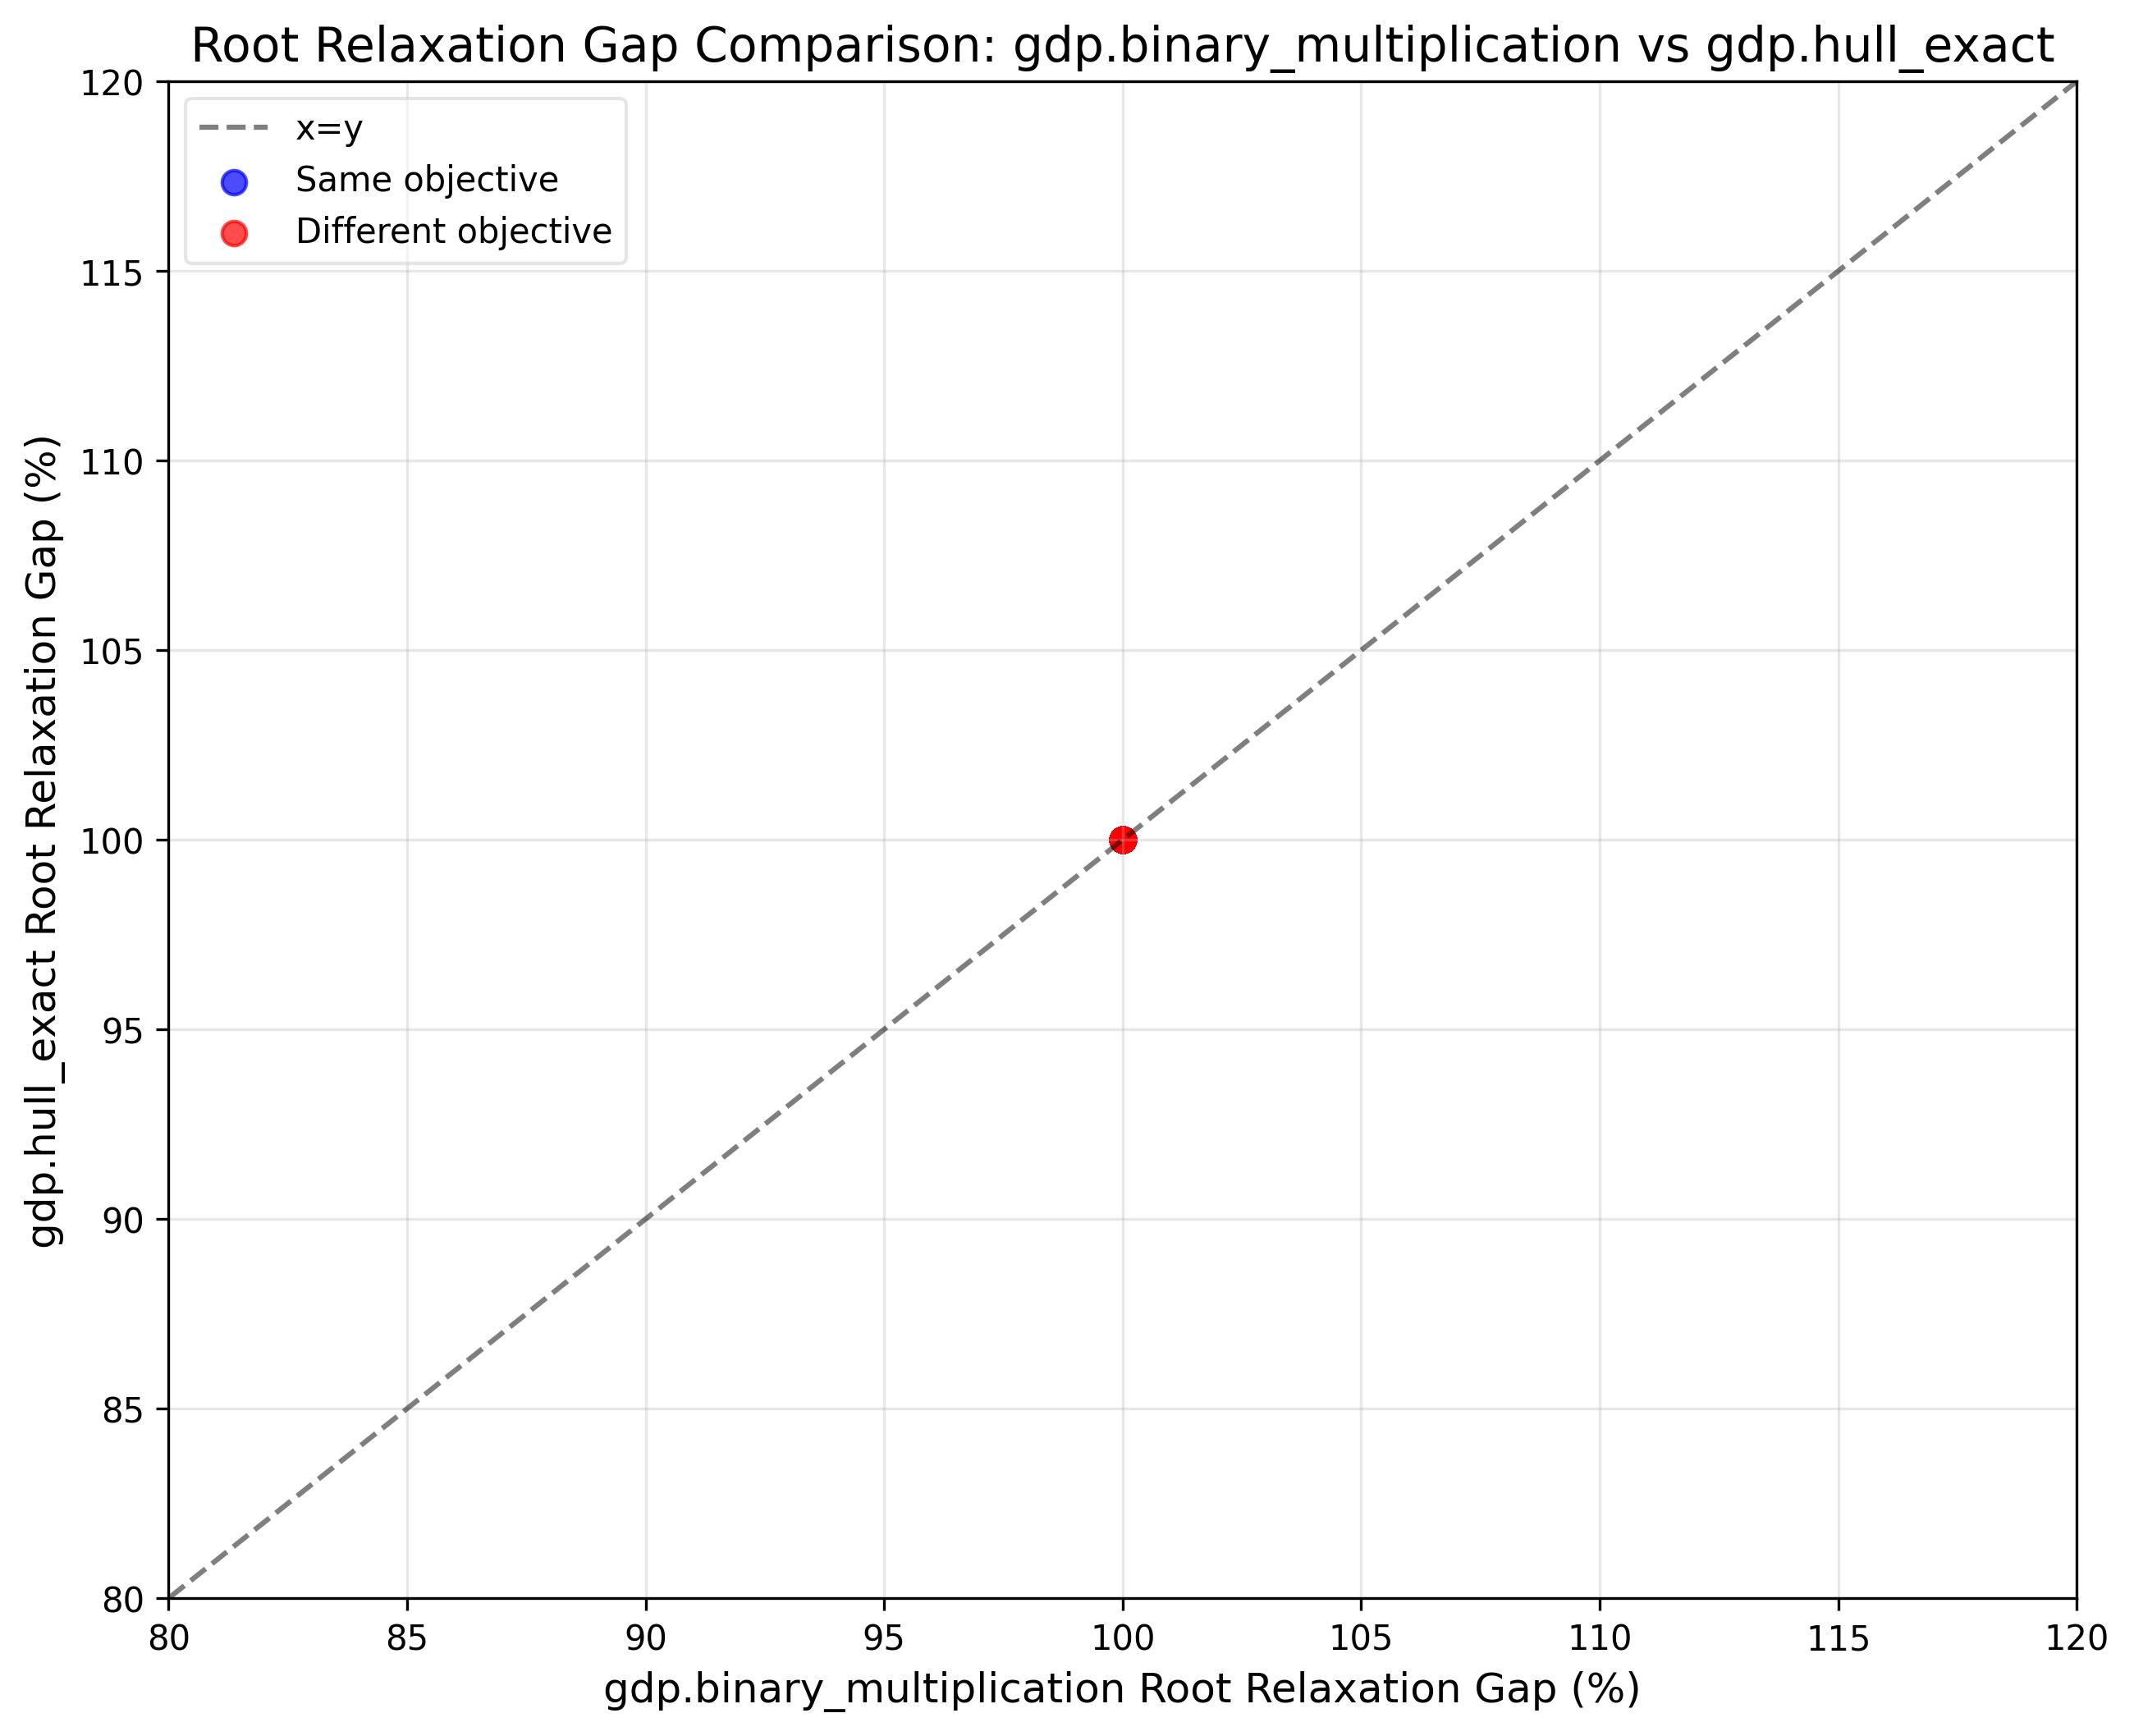 Root Relaxation Gap Comparison: gdp.binary_multiplication vs gdp.hull_exact
x=y
Same objective
Different objective
gdp.hull_exact Root Relaxation Gap (%)
120
115
110
105
100
95
90
85
80
80 85 90 95 100 105 110 115 120
gdp.binary_multiplication Root Relaxation Gap (%)